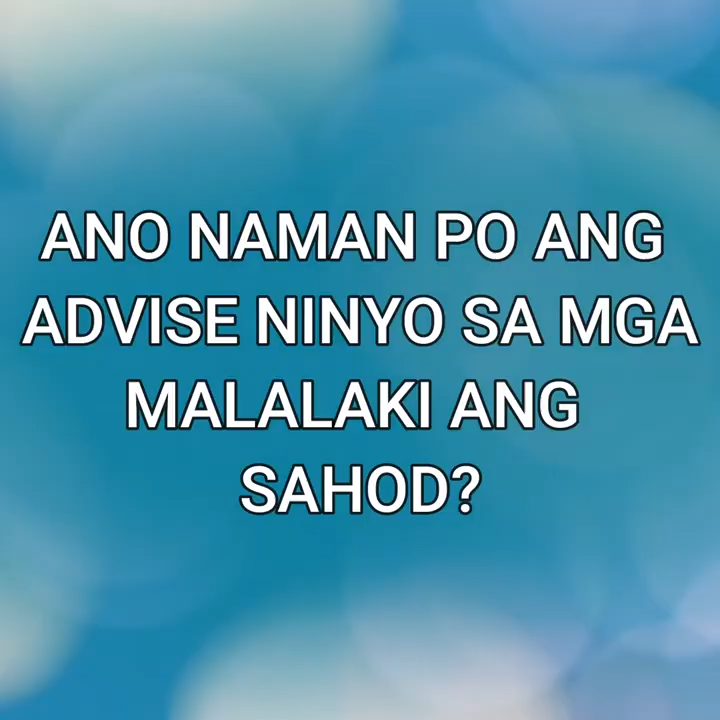 ANO NAMAN PO ANG
ADVISE NINYO SA MGA
MALALAKI ANG
SAHOD?